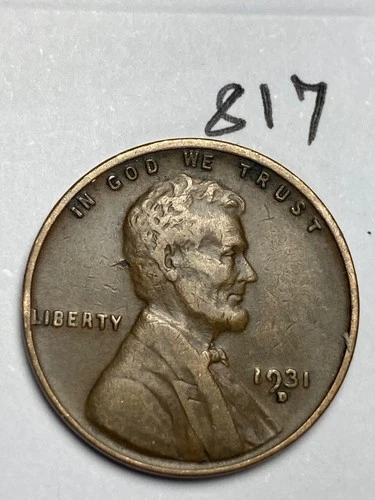 817
IN GOD WE TRUST
LIBERTY
1931
D